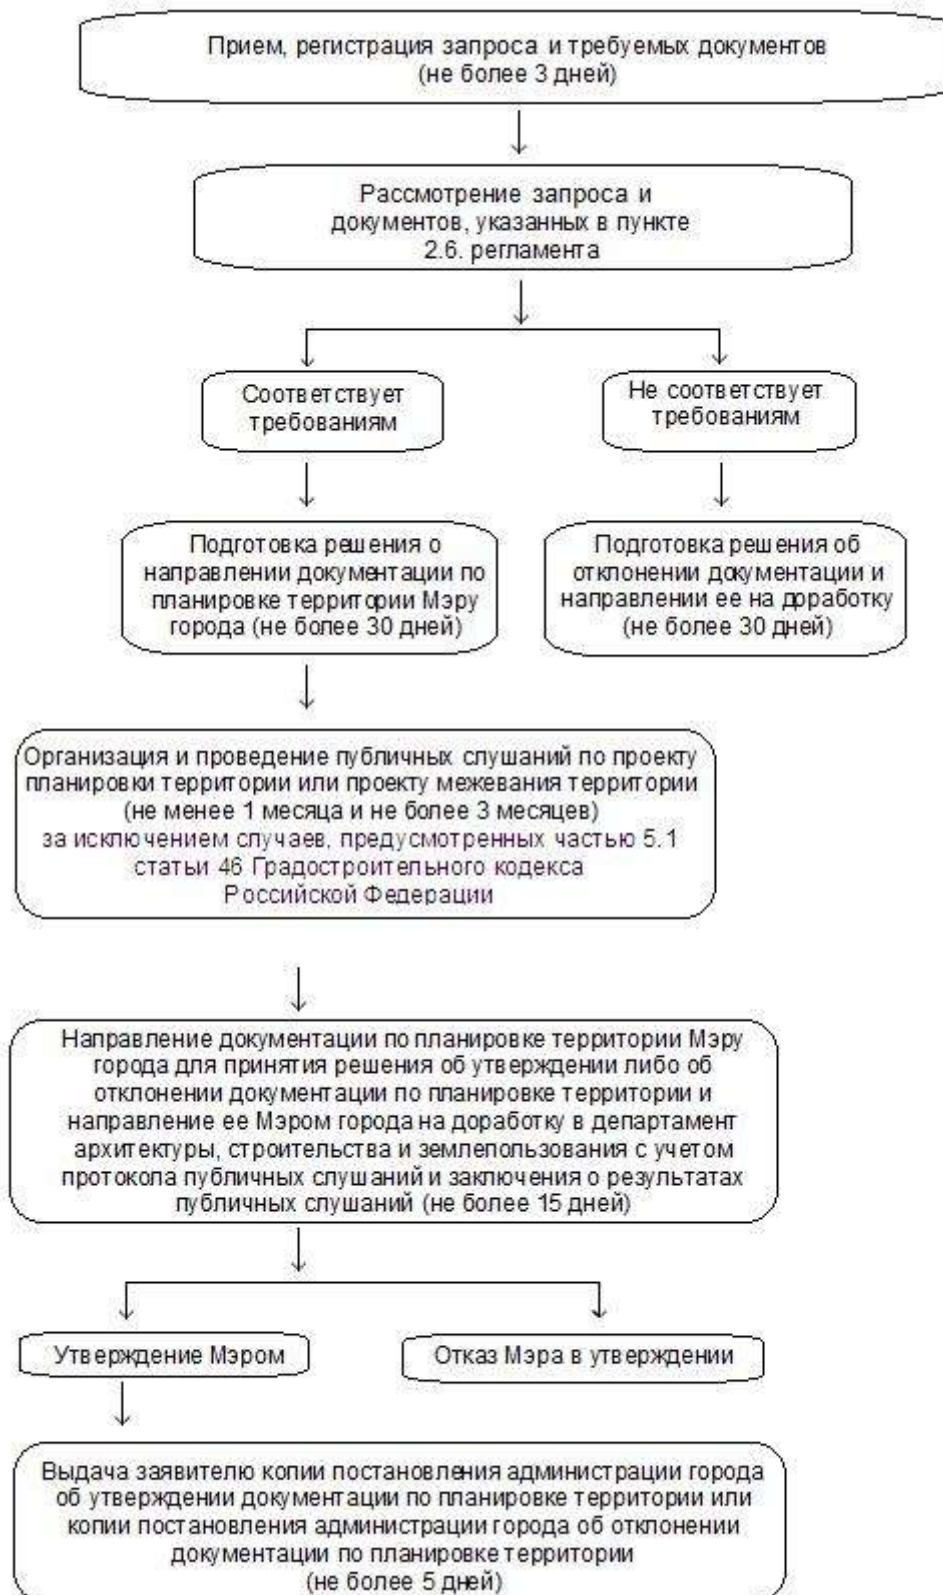 Прием, регистрация запроса и требуемых документов
(не более 3 дней)
Рассмотрение запроса и
документов, указанных в пункте
2.6. регламента
Соответствует
требованиям
Не соответствует
требованиям
Подготовка решения о
направлении документации по
планировке территории Мэру
города (не более 30 дней)
Подготовка решения об
отклонении документации и
направлении ее на доработку
(не более 30 дней)
Организация и проведение публичных слушаний по проекту
планировки территории или проекту межевания территории
(не менее 1 месяца и не более 3 месяцев)
за исключением случаев, предусмотренных частью 5.1
статьи 46 Градостроительного кодекса
Российской Федерации
Направление документации по планировке территории Мэру
города для принятия решения об утверждении либо об
отклонении документации по планировке территории и
направление ее Мэром города на доработку в департамент
архитектуры, строительства и землепользования с учетом
протокола публичных слушаний и заключения о результатах
публичных слушаний (не более 15 дней)
Утверждение Мэром
Отказ Мэра в утверждении
Выдача заявителю копии постановления администрации города
об утверждении документации по планировке территории или
копии постановления администрации города об отклонении
документации по планировке территории
(не более 5 дней)